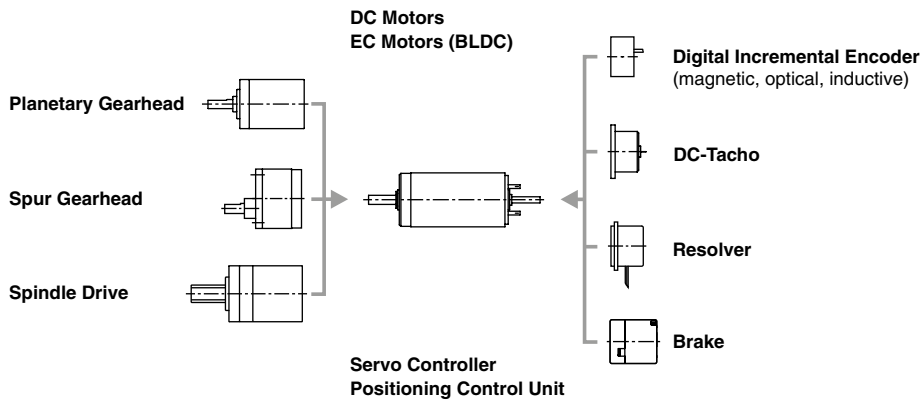 DC Motors
EC Motors (BLDC)
Planetary Gearhead
Spur Gearhead
Spindle Drive
Digital Incremental Encoder
(magnetic, optical, inductive)
DC-Tacho
Resolver
Brake
Servo Controller
Positioning Control Unit